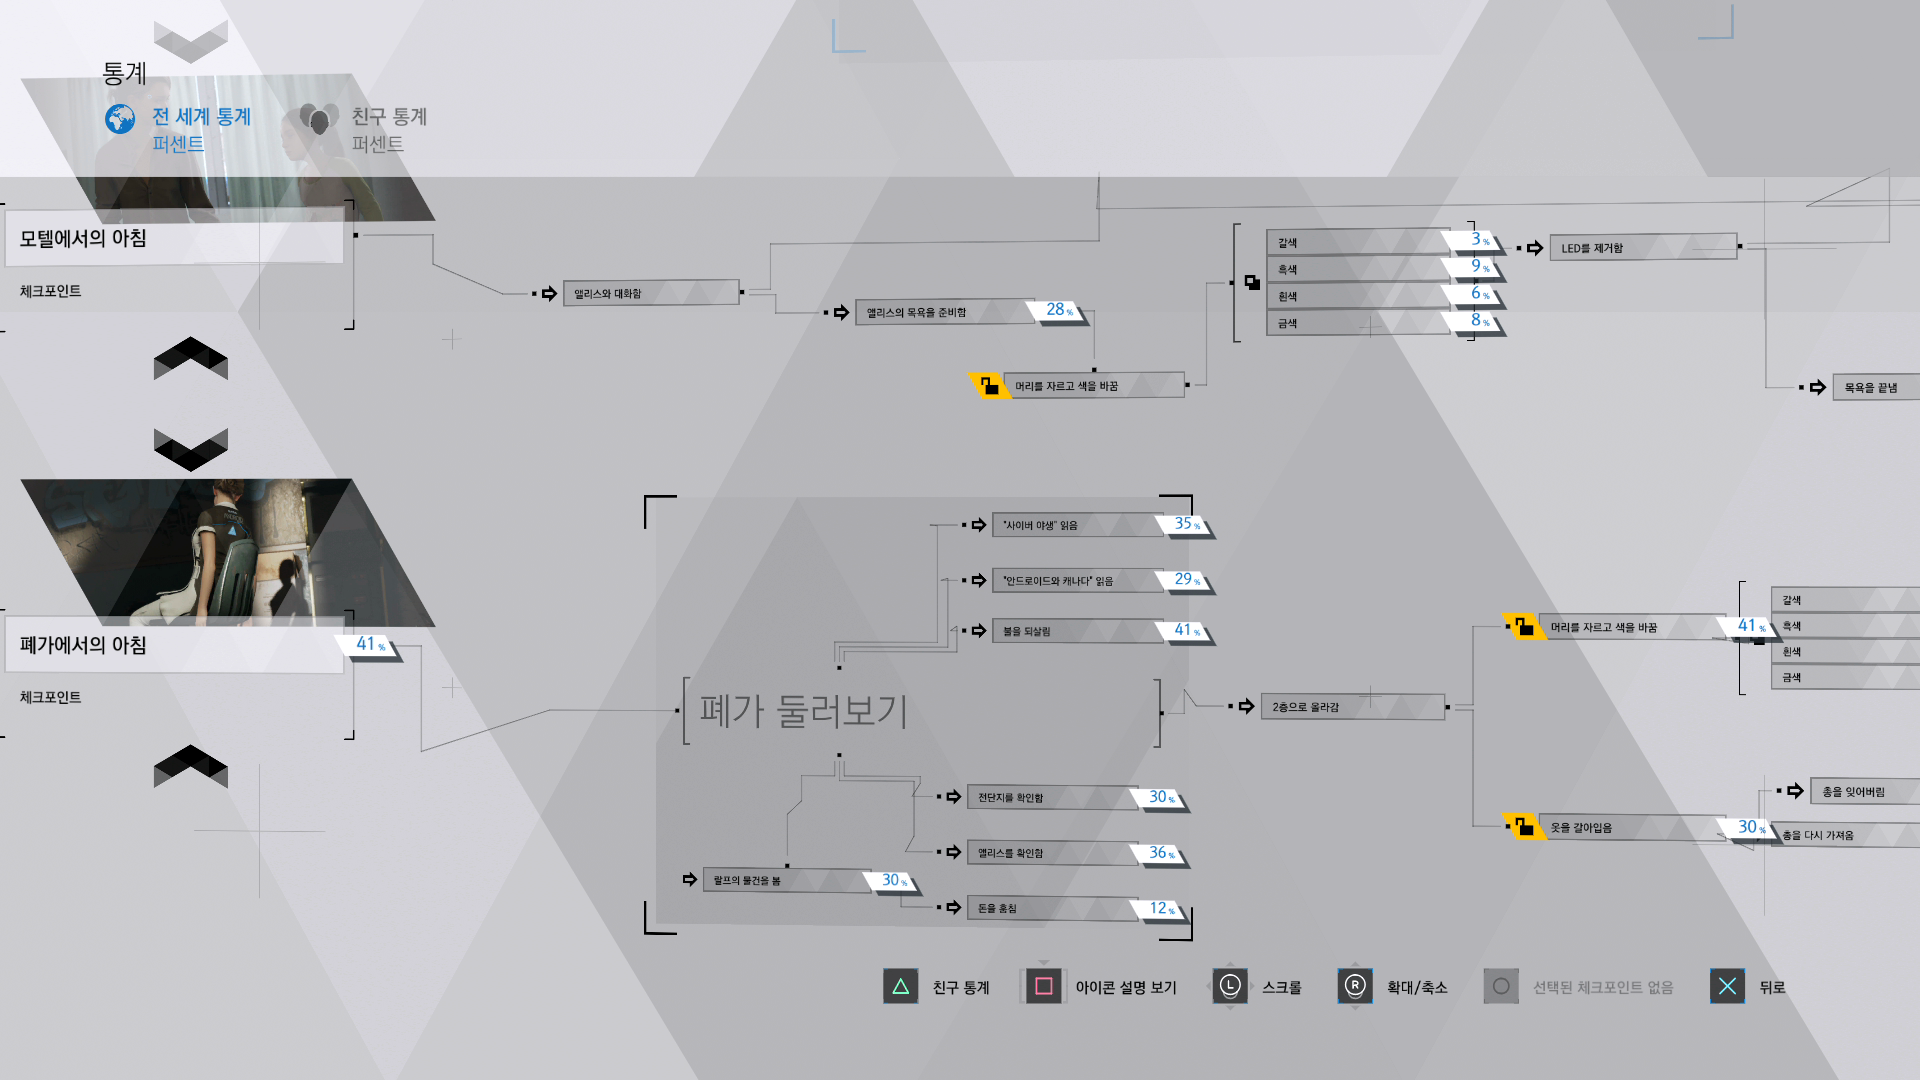 통계
전 세계 통계
퍼센트
친구 통계
퍼센트
모텔에서의 아침
체크포인트
앨리스와 대화함
앨리스의 목욕을 준비함
28%
머리를 자르고 색을 바꿈
갈색
3%
흑색
9%
흰색
6%
금색
8%
LED를 제거함
목욕을 끝냄
폐가에서의 아침
41%
체크포인트
"사이버 야생" 읽음
35%
"안드로이드와 캐나다" 읽음
29%
불을 되살림
41%
폐가 둘러보기
전단지를 확인함
30%
앨리스를 확인함
36%
랄프의 물건을 봄
30%
돈을 훔침
12%
2층으로 올라감
머리를 자르고 색을 바꿈
41%
갈색
흑색
흰색
금색
옷을 갈아입음
30%
총을 잊어버림
총을 다시 가져옴
친구 통계
아이콘 설명 보기
L
스크롤
R
확대/축소
선택된 체크포인트 없음
뒤로